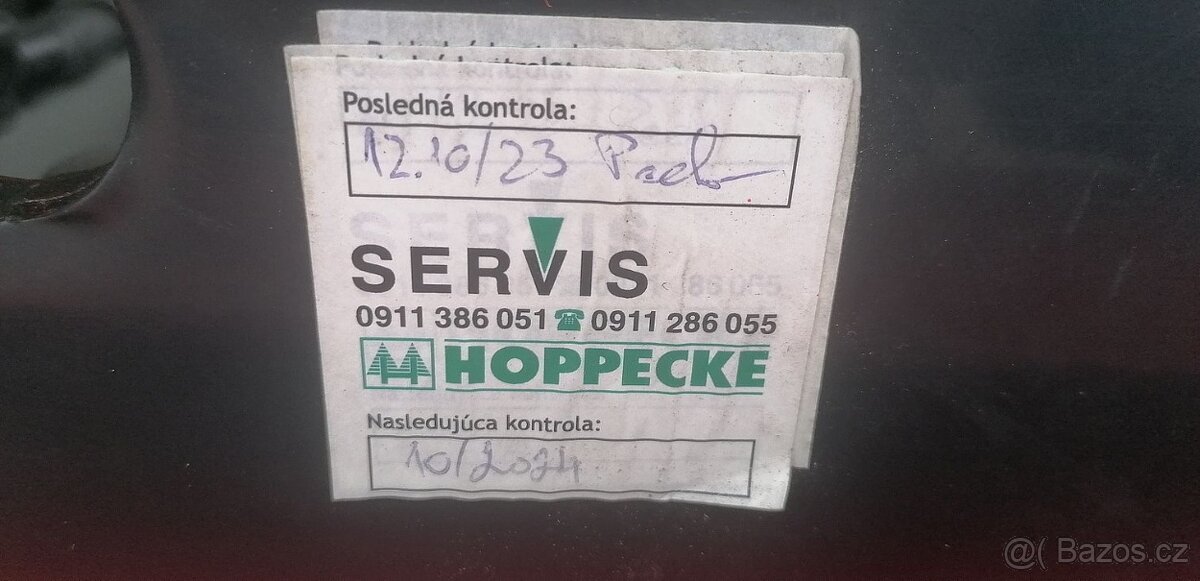 Posledná kontrola:
12.10/23
SERVIS
0911 386 051 ☎ 0911 286 055
HOPPECKE
Nasledujúca kontrola:
10/2024
@( Bazos.cz